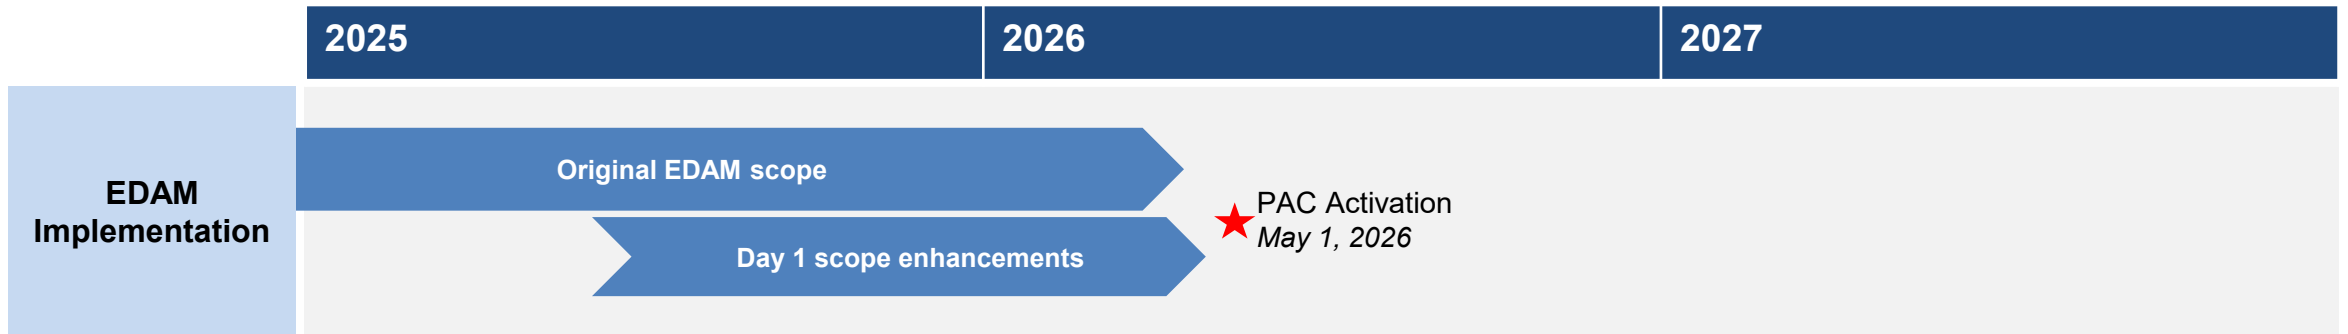 2025
2026
2027
EDAM
Implementation
Original EDAM scope
Day 1 scope enhancements
PAC Activation
May 1, 2026